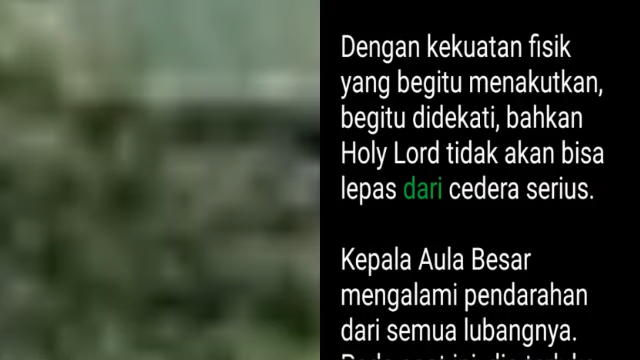 Dengan kekuatan fisik
yang begitu menakutkan,
begitu didekati, bahkan
Holy Lord tidak akan bisa
lepas dari cedera serius.
Kepala Aula Besar
mengalami pendarahan
dari semua lubangnya.